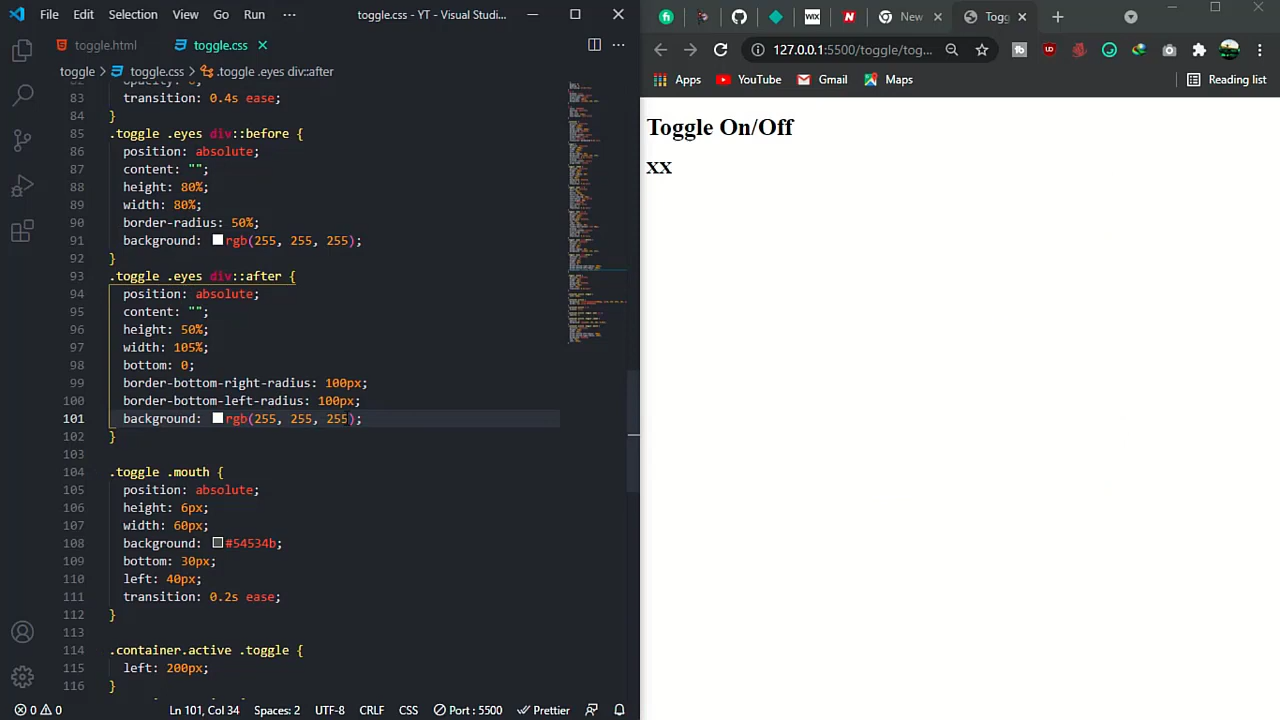 File Edit Selection View Go Run ··· toggle.css - YT - Visual Studi...
toggle.html toggle.css
toggle > toggle.css > .toggle .eyes div::after
83 transition: 0.4s ease;
84 }
85 .toggle .eyes div::before {
86 position: absolute;
87 content: "";
88 height: 80%;
89 width: 80%;
90 border-radius: 50%;
91 background: rgb(255, 255, 255);
92 }
93 .toggle .eyes div::after {
94 position: absolute;
95 content: "";
96 height: 50%;
97 width: 105%;
98 bottom: 0;
99 border-bottom-right-radius: 100px;
100 border-bottom-left-radius: 100px;
101 background: rgb(255, 255, 255);
102 }
103
104 .toggle .mouth {
105 position: absolute;
106 height: 6px;
107 width: 60px;
108 background: #54534b;
109 bottom: 30px;
110 left: 40px;
111 transition: 0.2s ease;
112 }
113
114 .container.active .toggle {
115 left: 200px;
116 }
0 0 Ln 101, Col 34 Spaces: 2 UTF-8 CRLF CSS Port : 5500 Prettier
fi WIX N New Togg
127.0.0.1:5500/toggle/tog...
Apps YouTube Gmail Maps Reading list
Toggle On/Off
XX